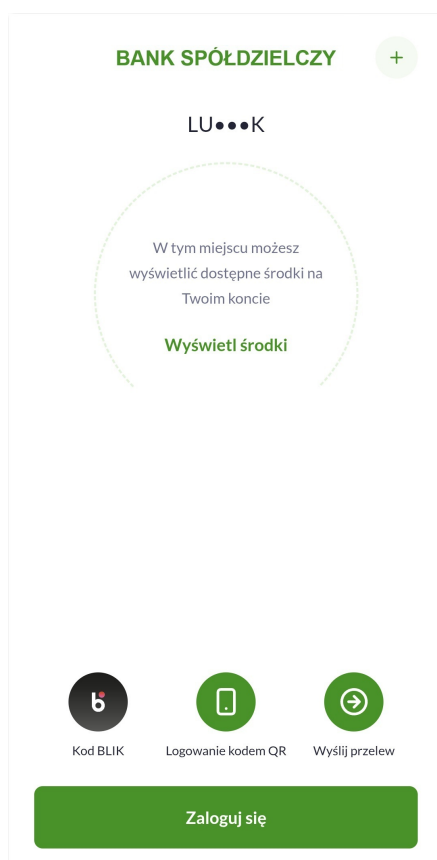 BANK SPÓŁDZIELCZY
LU●●●K
W tym miejscu możesz
wyświetlić dostępne środki na
Twoim koncie
Wyświetl środki
Kod BLIK
Logowanie kodem QR
Wyślij przelew
Zaloguj się